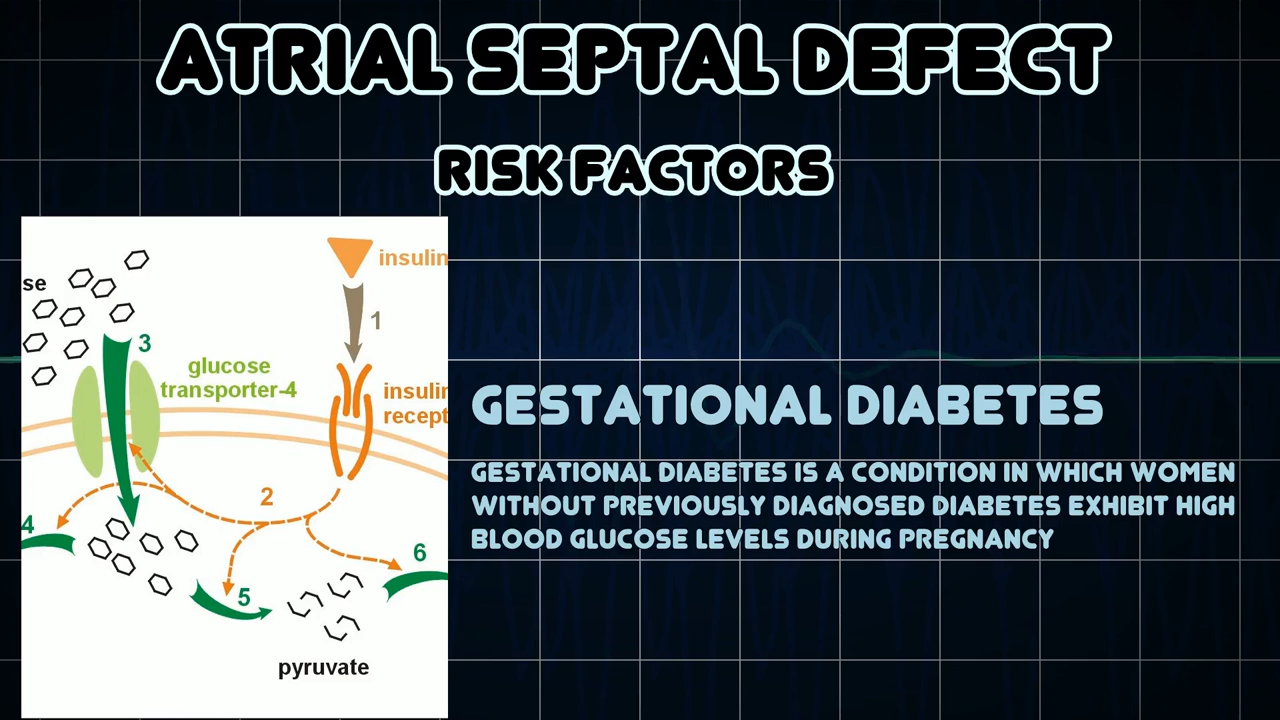 ATRIAL SEPTAL DEFECT
RISK FACTORS
insulin
se
1
3
glucose
transporter-4
insulin
recept
GESTATIONAL DIABETES
GESTATIONAL DIABETES IS A CONDITION IN WHICH WOMEN
WITHOUT PREVIOUSLY DIAGNOSED DIABETES EXHIBIT HIGH
BLOOD GLUCOSE LEVELS DURING PREGNANCY
2
4
6
5
pyruvate